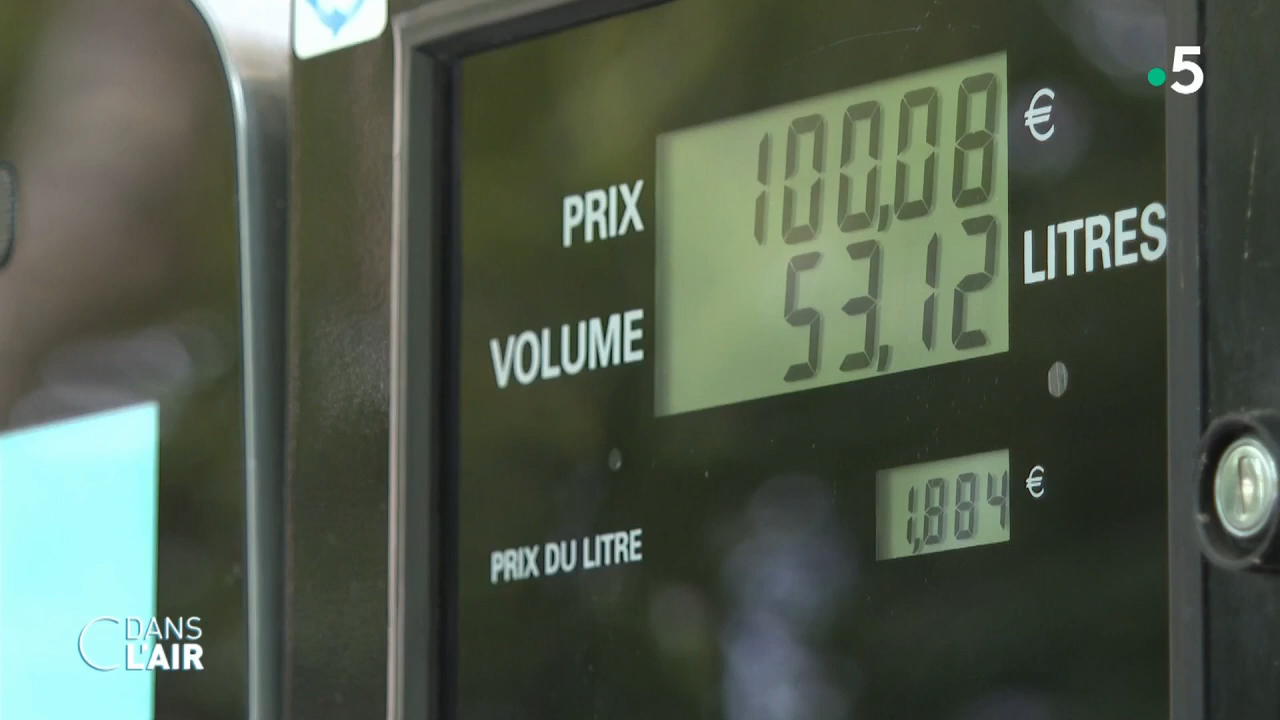 5
PRIX 100,08 €
VOLUME 53,12 LITRES
PRIX DU LITRE 1,884 €
C DANS
L'AIR